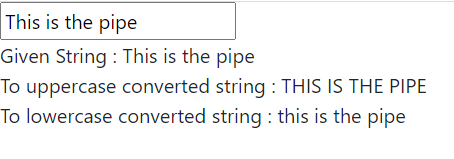 This is the pipe
Given String : This is the pipe
To uppercase converted string : THIS IS THE PIPE
To lowercase converted string : this is the pipe